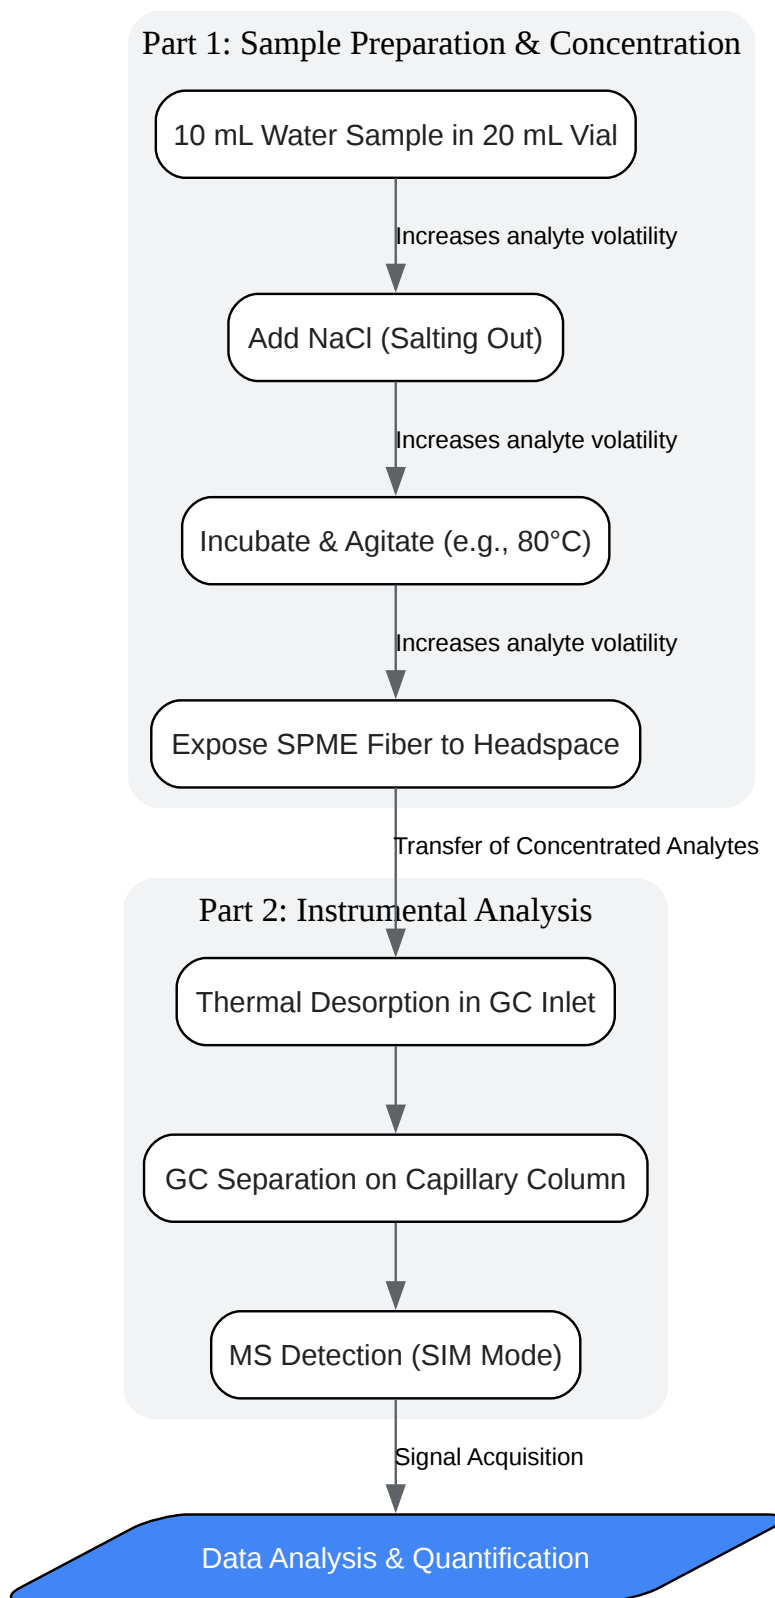 Part 1: Sample Preparation & Concentration
10 mL Water Sample in 20 mL Vial
Increases analyte volatility
Add NaCl (Salting Out)
Increases analyte volatility
Incubate & Agitate (e.g., 80°C)
Increases analyte volatility
Expose SPME Fiber to Headspace
Transfer of Concentrated Analytes
Part 2: Instrumental Analysis
Thermal Desorption in GC Inlet
GC Separation on Capillary Column
MS Detection (SIM Mode)
Signal Acquisition
Data Analysis & Quantification